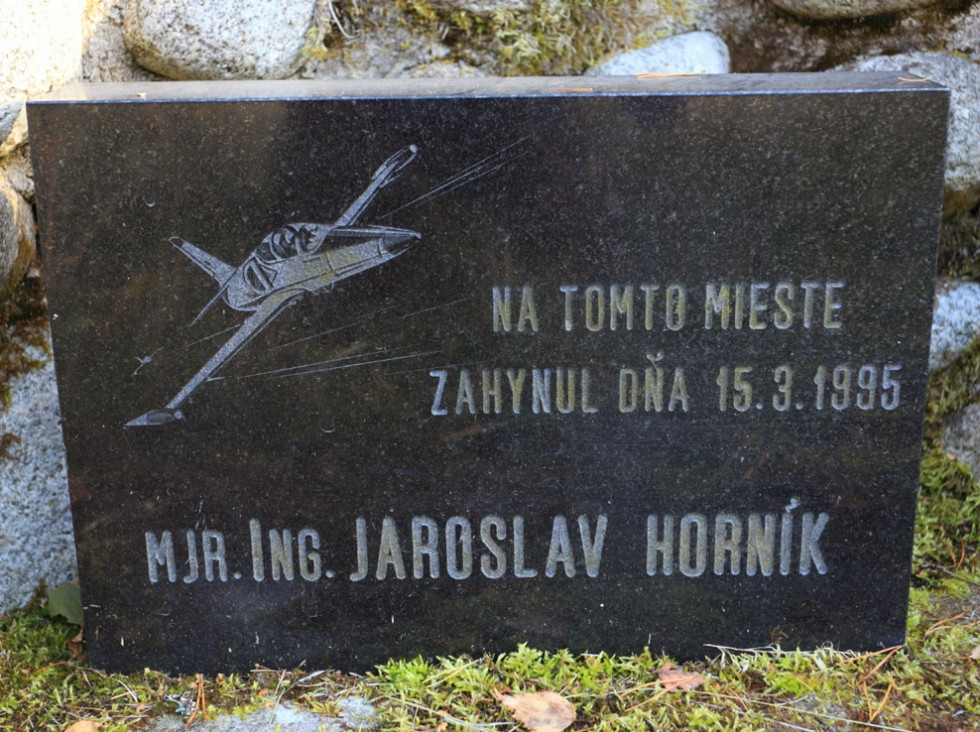 NA TOMTO MIESTE
ZAHYNUL DŇA 15.3.1995
MJR. ING. JAROSLAV HORNÍK